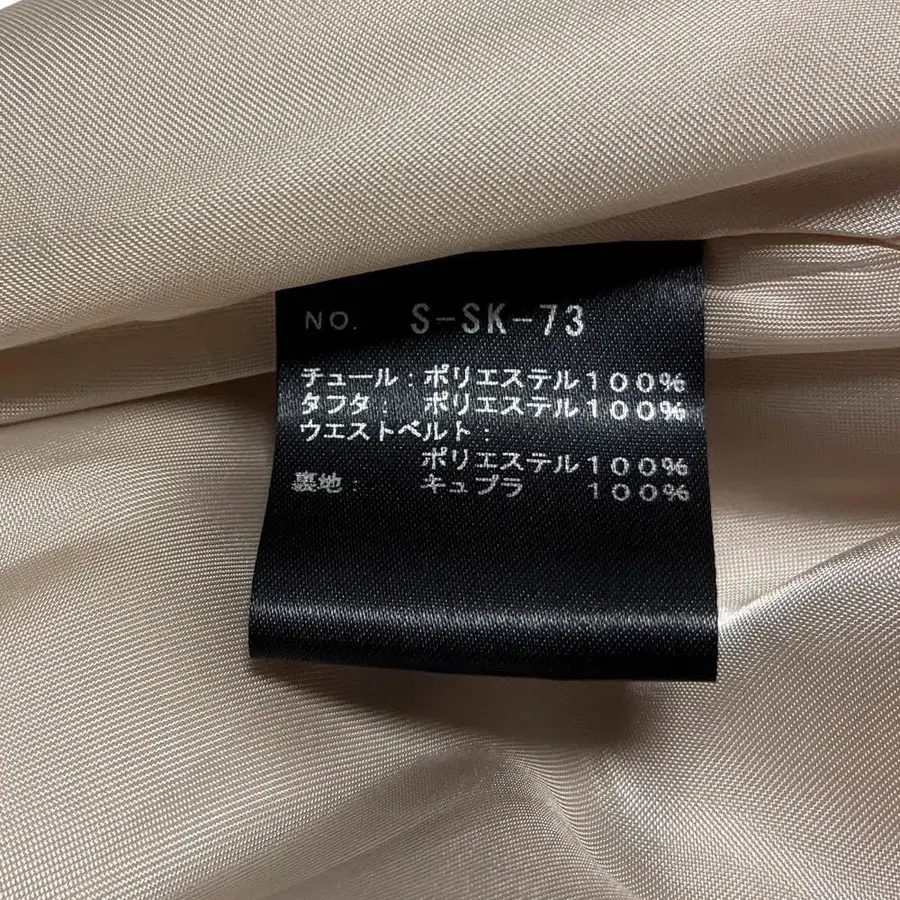 NO. S-SK-73
チュール：ポリエステル１００％
タフタ： ポリエステル１００％
ウエストベルト：
ポリエステル１００％
裏地： キュプラ １００％